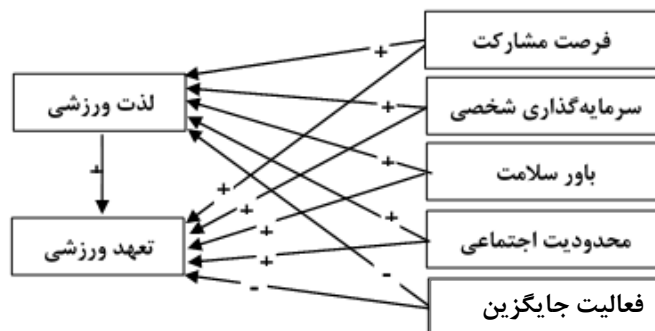 فرصت مشارکت
سرمایه‌گذاری شخصی
باور سلامت
محدودیت اجتماعی
فعالیت جایگزین
لذت ورزشی
تعهد ورزشی
+
+
+
+
+
+
+
+
-
-
+